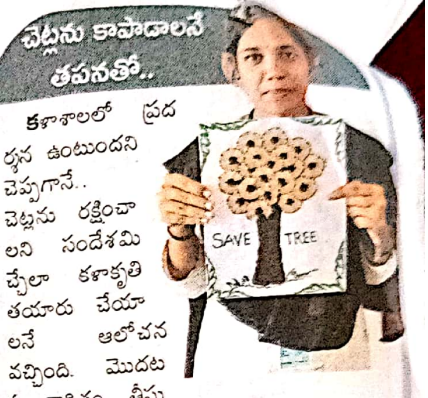 చెట్లను కాపాడాలనే
తపనతో..
కళాశాలలో ప్రద
ర్శన ఉంటుందని
చెప్పగానే..
చెట్లను రక్షించా
లని సందేశమి
చ్చేలా కళాకృతి
తయారు చేయా
లనే ఆలోచన
వచ్చింది. మొదట
SAVE TREE